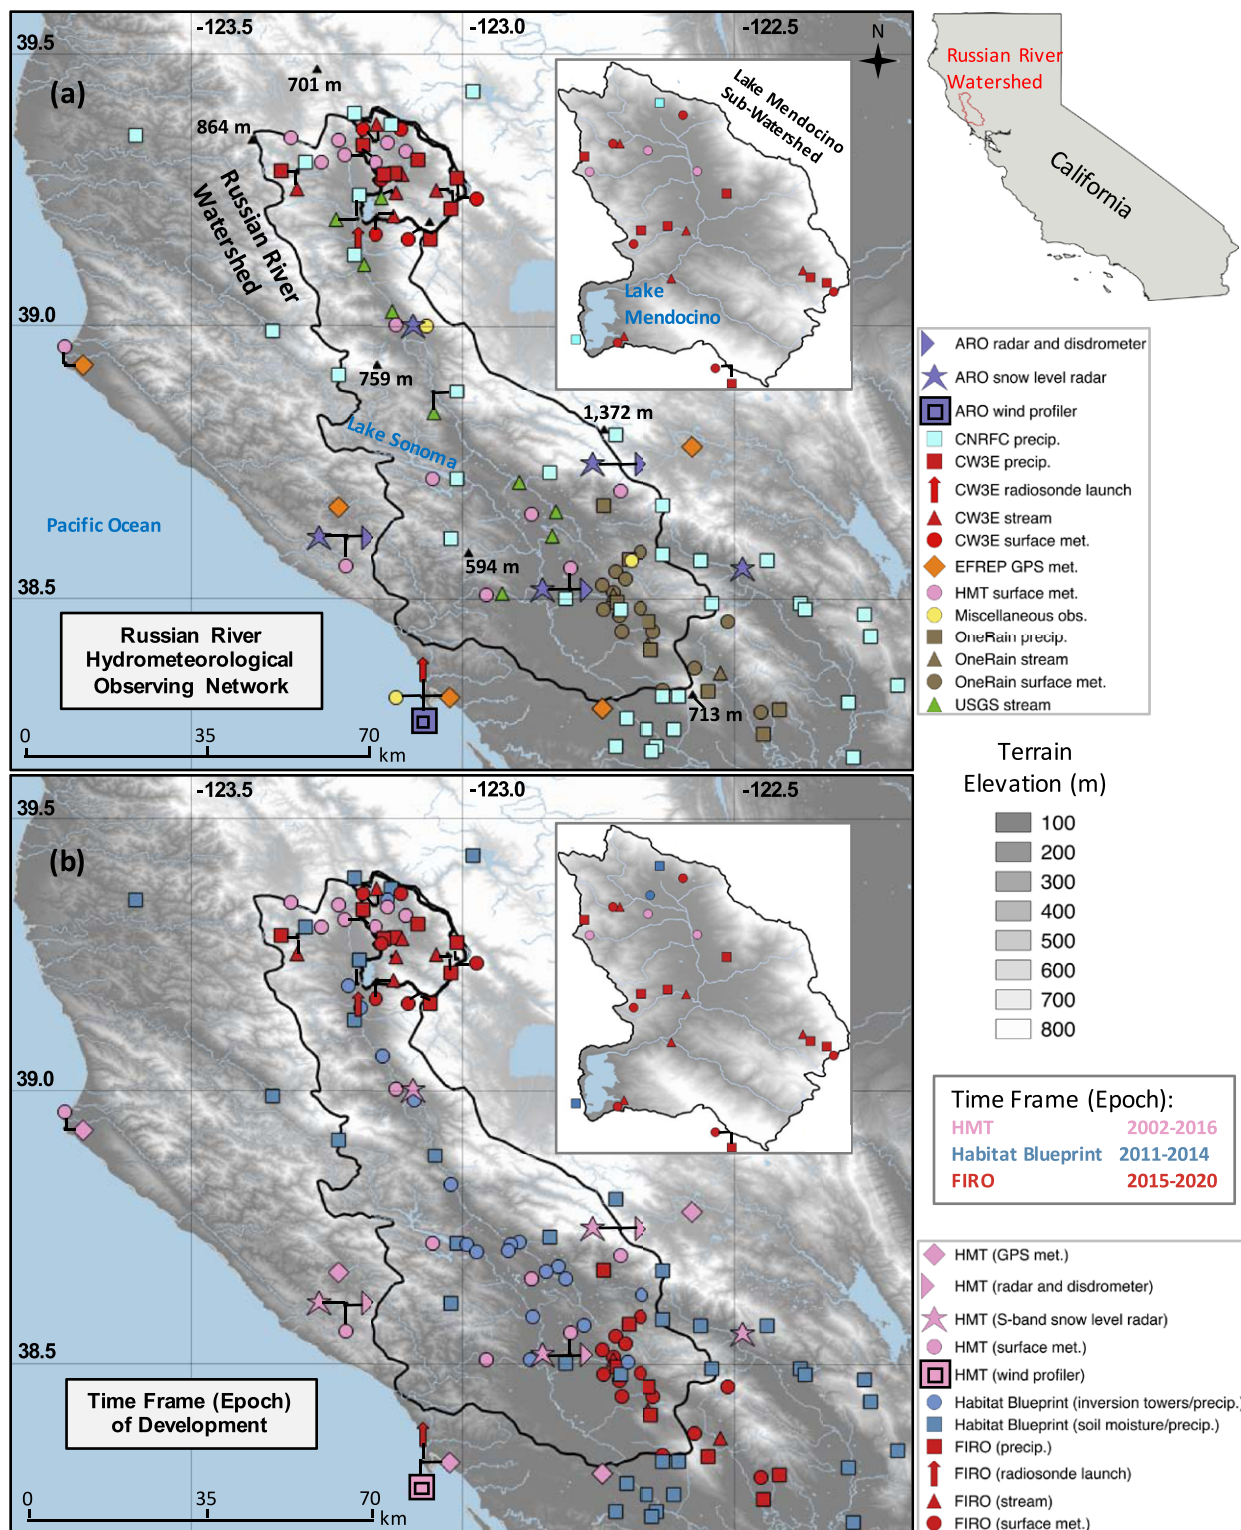 -123.5
-123.0
-122.5
39.5
N
(a)
701 m
864 m
Russian River
Watershed
Lake Mendocino
Sub-Watershed
Lake
Mendocino
39.0
759 m
1,372 m
Lake Sonoma
Pacific Ocean
594 m
38.5
Russian River
Hydrometeorological
Observing Network
713 m
0
35
70
km
Russian River
Watershed
California
ARO radar and disdrometer
ARO snow level radar
ARO wind profiler
CNRFC precip.
CW3E precip.
CW3E radiosonde launch
CW3E stream
CW3E surface met.
EFREP GPS met.
HMT surface met.
Miscellaneous obs.
OneRain precip.
OneRain stream
OneRain surface met.
USGS stream
Terrain
Elevation (m)
100
200
300
400
500
600
700
800
-123.5
-123.0
-122.5
39.5
(b)
39.0
38.5
Time Frame (Epoch)
of Development
0
35
70
km
Time Frame (Epoch):
HMT 2002-2016
Habitat Blueprint 2011-2014
FIRO 2015-2020
HMT (GPS met.)
HMT (radar and disdrometer)
HMT (S-band snow level radar)
HMT (surface met.)
HMT (wind profiler)
Habitat Blueprint (inversion towers/precip.)
Habitat Blueprint (soil moisture/precip.)
FIRO (precip.)
FIRO (radiosonde launch)
FIRO (stream)
FIRO (surface met.)